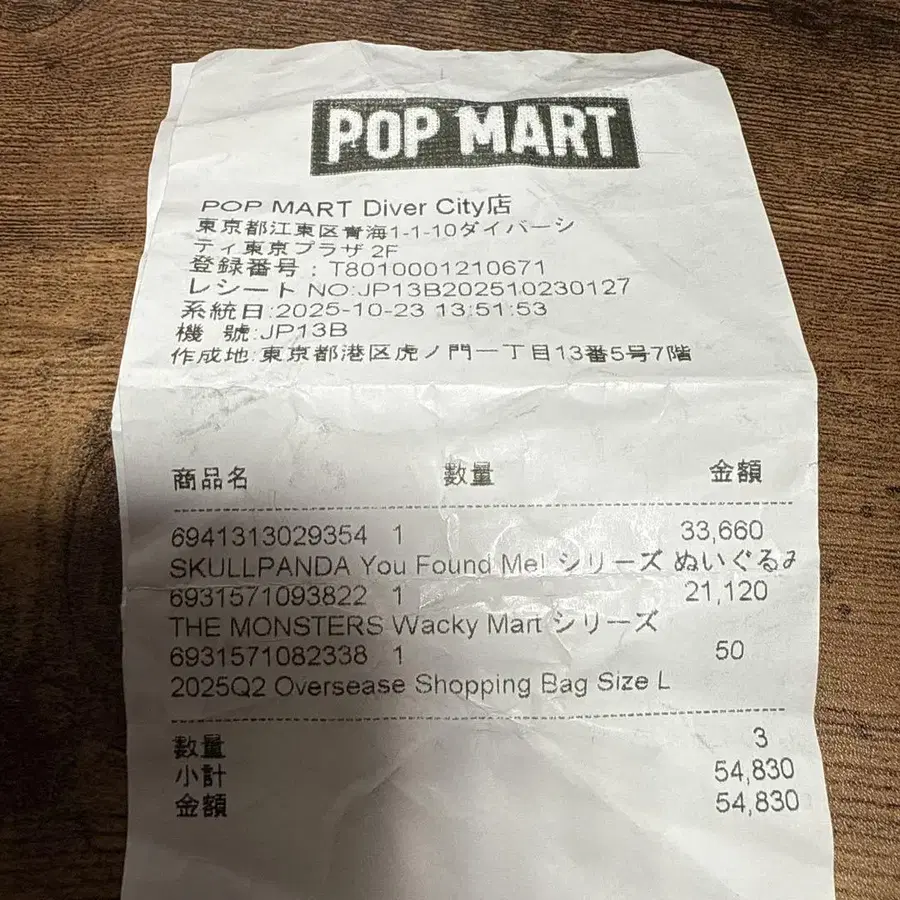 POP MART
POP MART Diver City店
東京都江東区青海1-1-10ダイバーシ
ティ東京プラザ 2F
登録番号：T8010001210671
レシートNO:JP13B202510230127
系統日:2025-10-23 13:51:53
機 號:JP13B
作成地:東京都港区虎ノ門一丁目13番5号7階
商品名 数量 金額
6941313029354 1 33,660
SKULLPANDA You Found Me! シリーズ ぬいぐるみ
6931571093822 1 21,120
THE MONSTERS Wacky Mart シリーズ
6931571082338 1 50
2025Q2 Oversease Shopping Bag Size L
数量 3
小計 54,830
金額 54,830